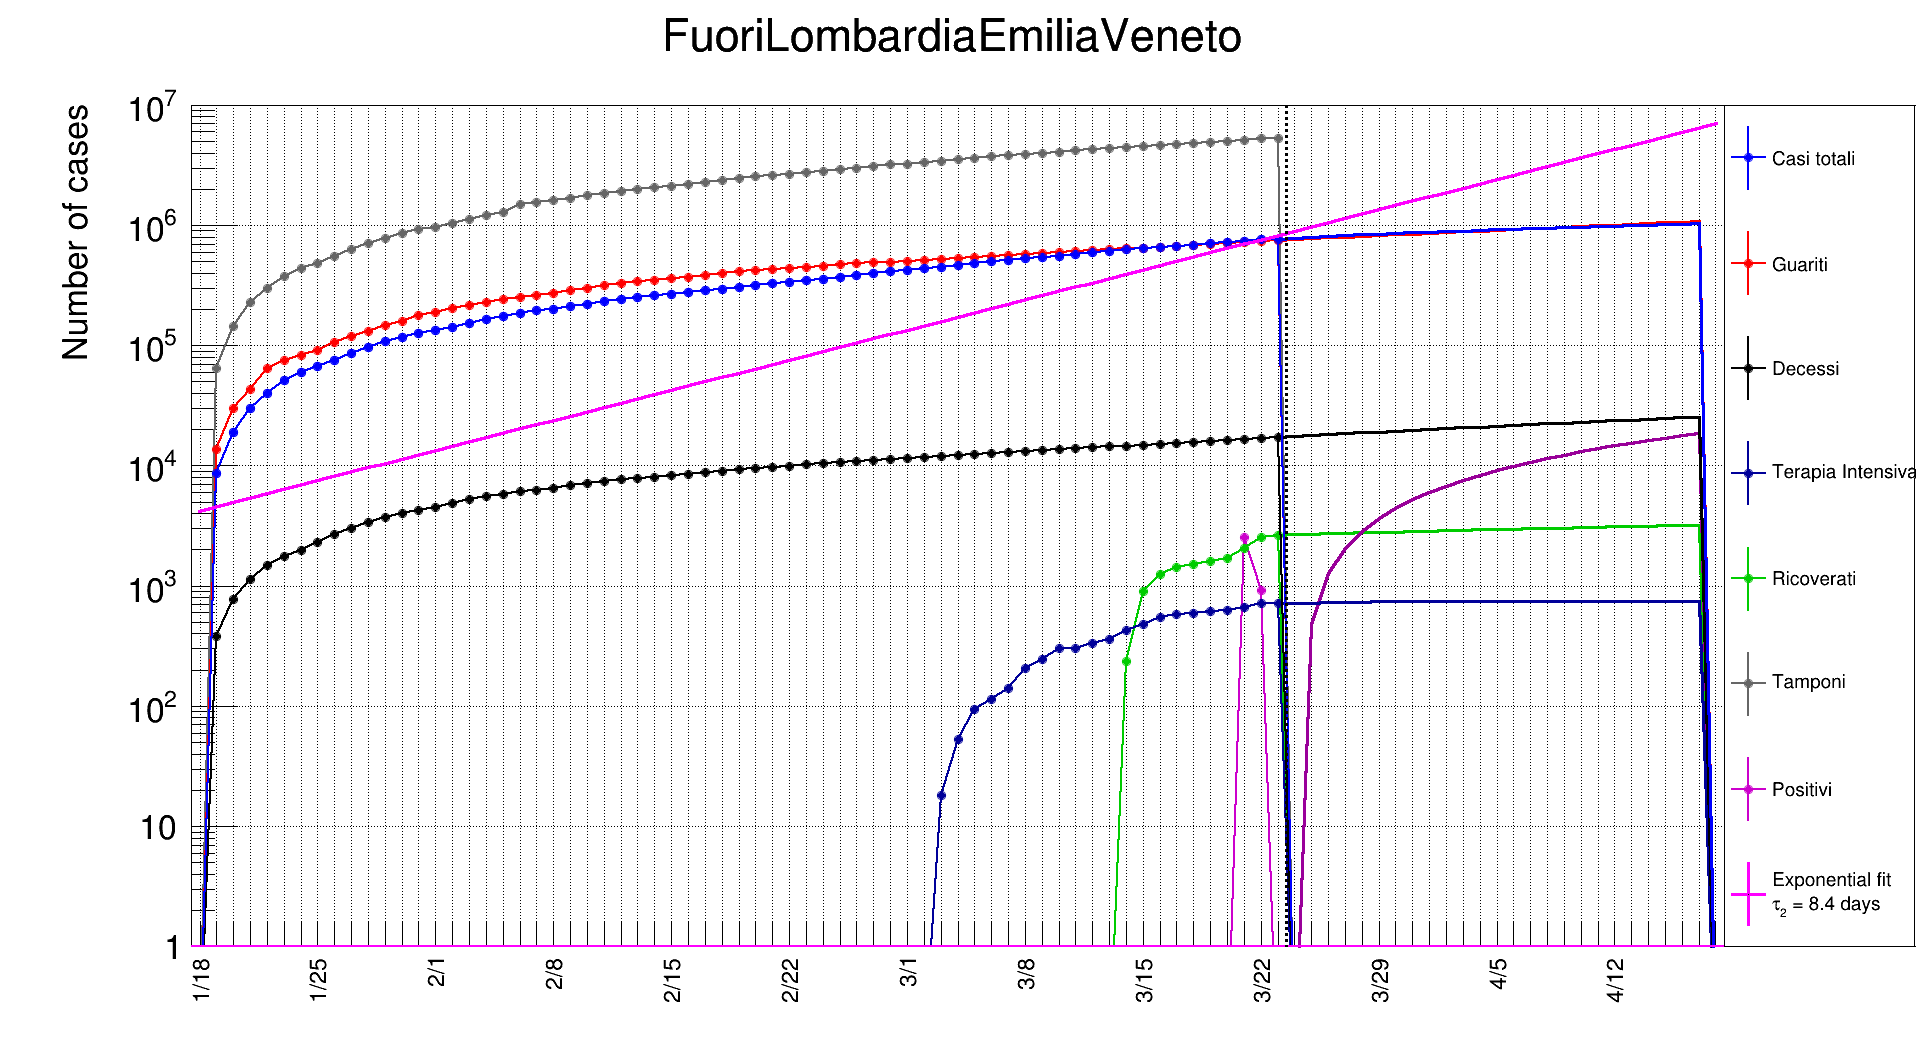 FuoriLombardiaEmiliaVeneto
Number of cases
10^7
10^6
10^5
10^4
10^3
10^2
10
1
1/18
1/25
2/1
2/8
2/15
2/22
3/1
3/8
3/15
3/22
3/29
4/5
4/12
Casi totali
Guariti
Decessi
Terapia Intensiva
Ricoverati
Tamponi
Positivi
Exponential fit
τ₂ = 8.4 days